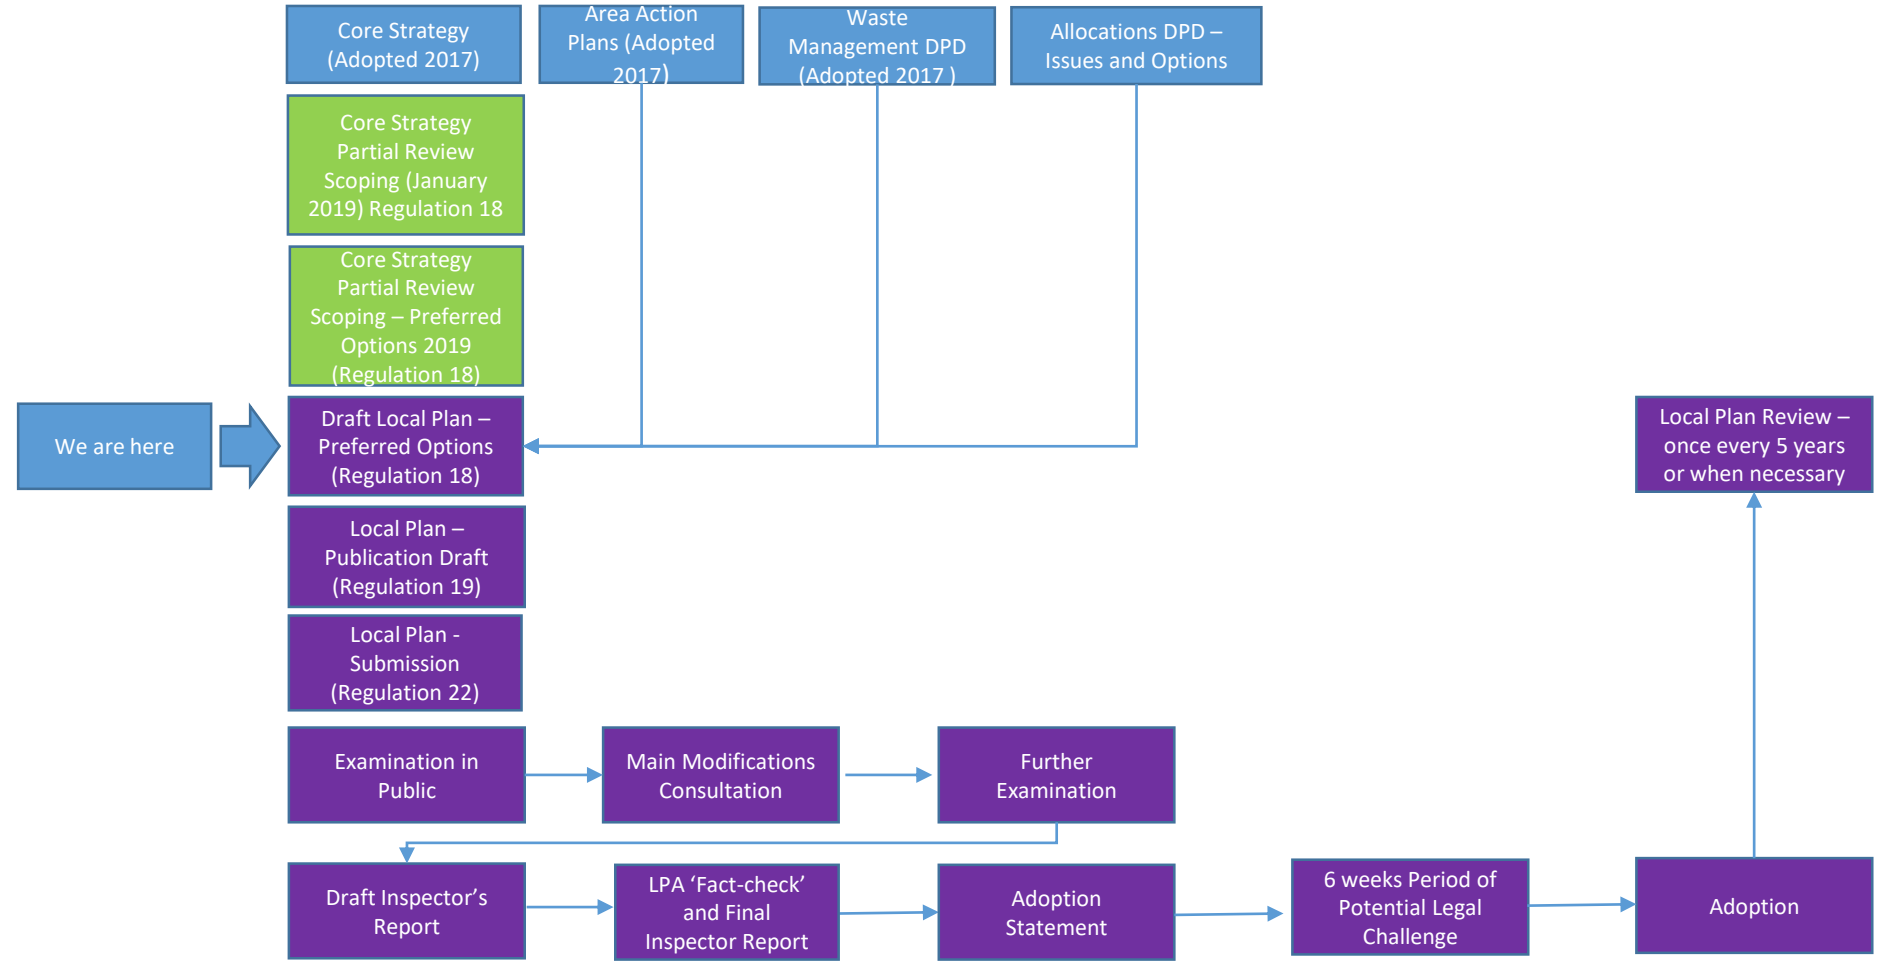 Core Strategy
(Adopted 2017)
Area Action
Plans (Adopted
2017)
Waste
Management DPD
(Adopted 2017 )
Allocations DPD –
Issues and Options
Core Strategy
Partial Review
Scoping (January
2019) Regulation 18
Core Strategy
Partial Review
Scoping – Preferred
Options 2019
(Regulation 18)
We are here
Draft Local Plan –
Preferred Options
(Regulation 18)
Local Plan Review –
once every 5 years
or when necessary
Local Plan –
Publication Draft
(Regulation 19)
Local Plan -
Submission
(Regulation 22)
Examination in
Public
Main Modifications
Consultation
Further
Examination
Draft Inspector’s
Report
LPA ‘Fact-check’
and Final
Inspector Report
Adoption
Statement
6 weeks Period of
Potential Legal
Challenge
Adoption